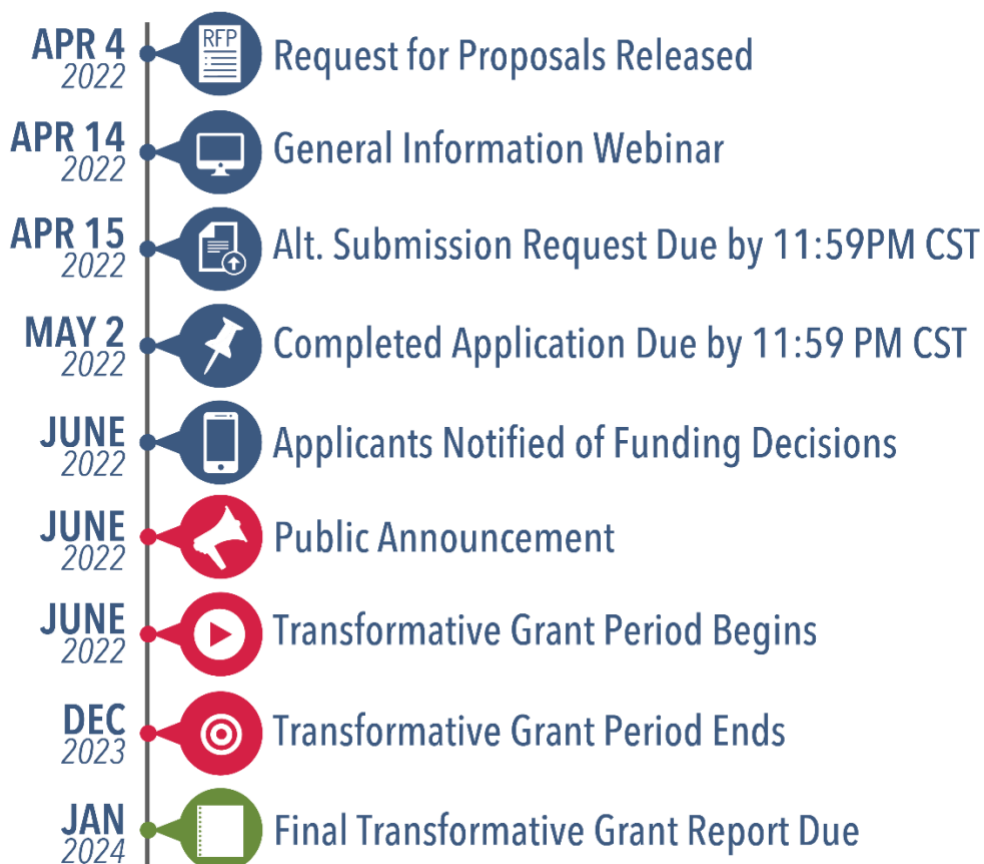 APR 4
2022
RFP
Request for Proposals Released
APR 14
2022
General Information Webinar
APR 15
2022
Alt. Submission Request Due by 11:59PM CST
MAY 2
2022
Completed Application Due by 11:59 PM CST
JUNE
2022
Applicants Notified of Funding Decisions
JUNE
2022
Public Announcement
JUNE
2022
Transformative Grant Period Begins
DEC
2023
Transformative Grant Period Ends
JAN
2024
Final Transformative Grant Report Due